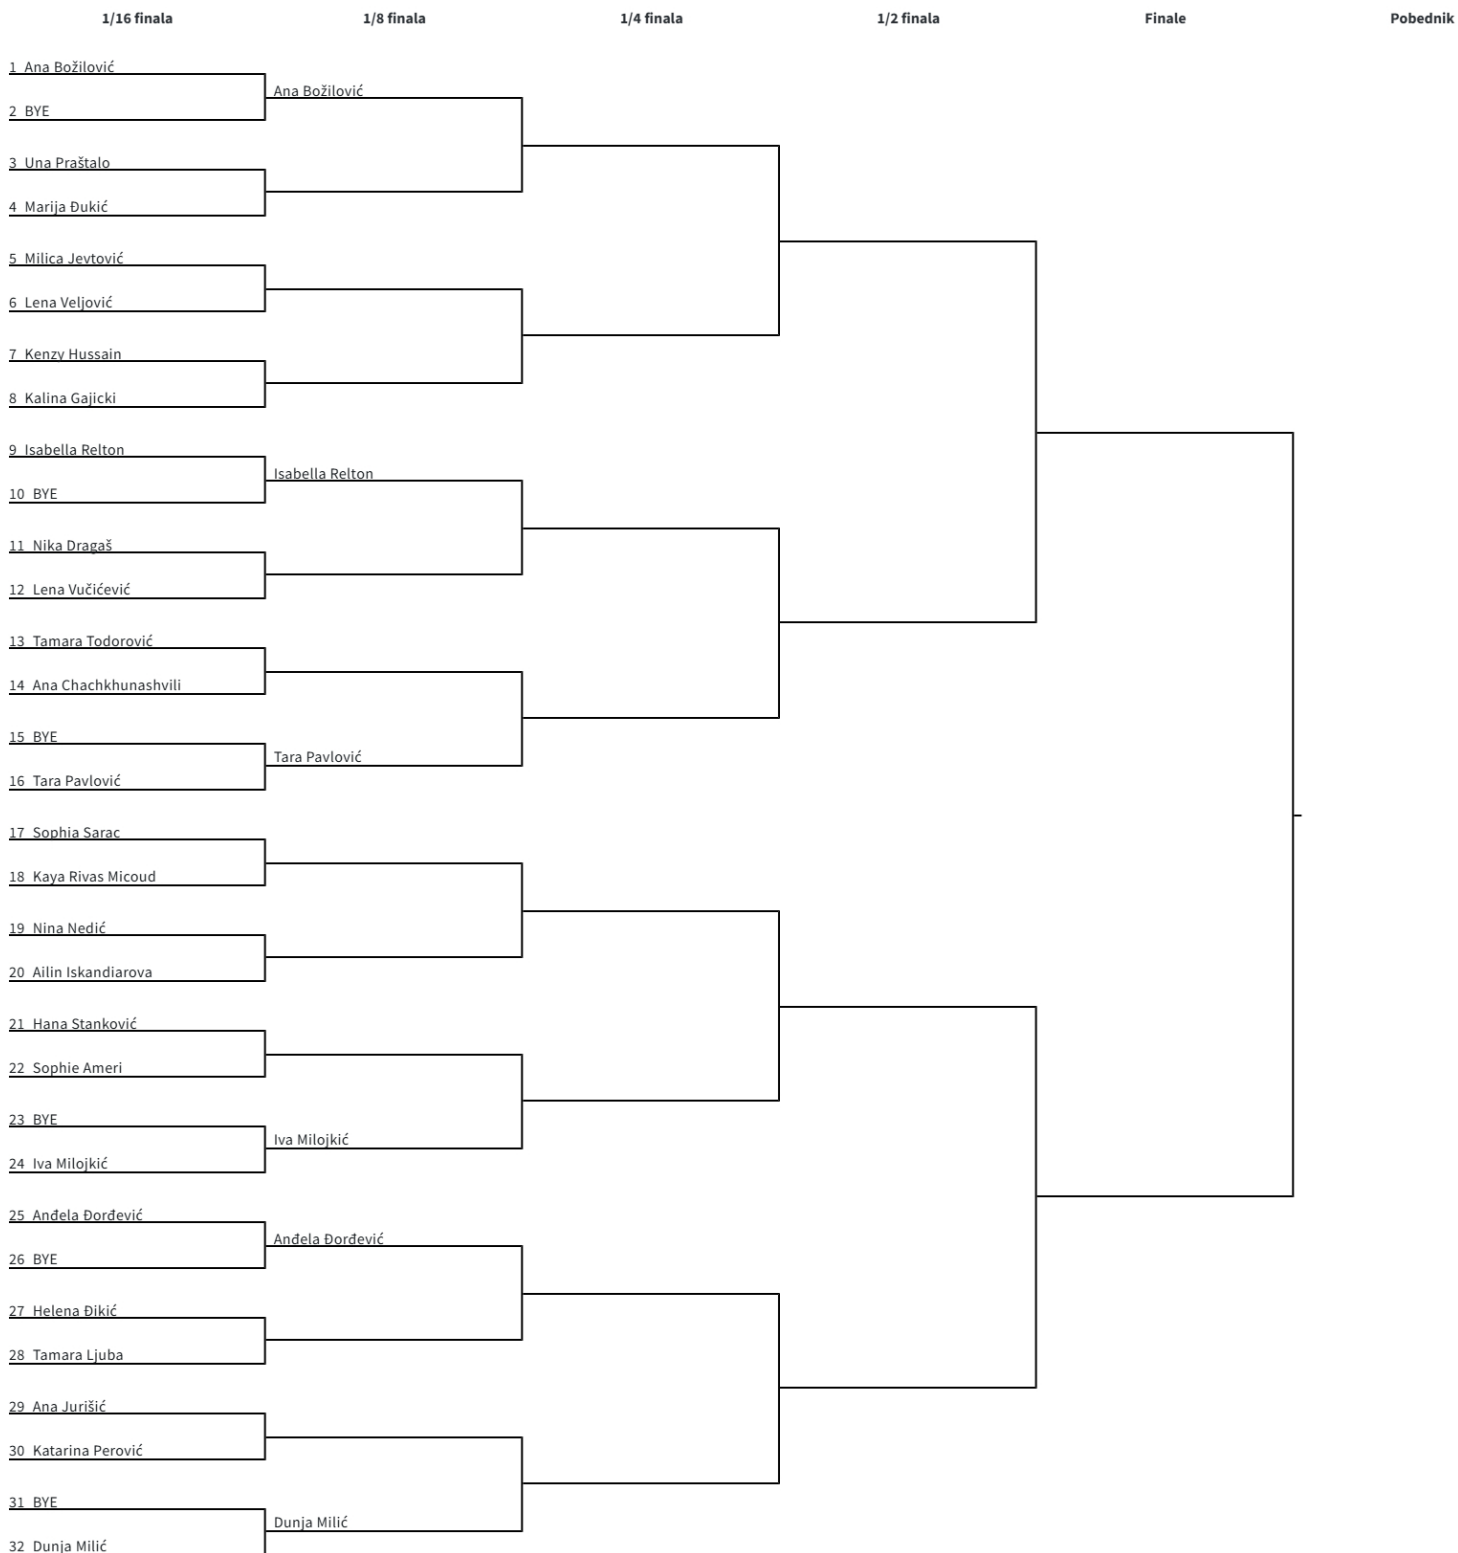 1/16 finala 1/8 finala 1/4 finala 1/2 finala Finale Pobednik
1 Ana Božilović
Ana Božilović
2 BYE
3 Una Praštalo
4 Marija Đukić
5 Milica Jevtović
6 Lena Veljović
7 Kenzy Hussain
8 Kalina Gajicki
9 Isabella Relton
Isabella Relton
10 BYE
11 Nika Dragaš
12 Lena Vučićević
13 Tamara Todorović
14 Ana Chachkhunashvili
15 BYE
Tara Pavlović
16 Tara Pavlović
17 Sophia Sarac
18 Kaya Rivas Micoud
19 Nina Nedić
20 Ailin Iskandiarova
21 Hana Stanković
22 Sophie Ameri
23 BYE
Iva Milojkić
24 Iva Milojkić
25 Anđela Đorđević
Anđela Đorđević
26 BYE
27 Helena Đikić
28 Tamara Ljuba
29 Ana Jurišić
30 Katarina Perović
31 BYE
Dunja Milić
32 Dunja Milić